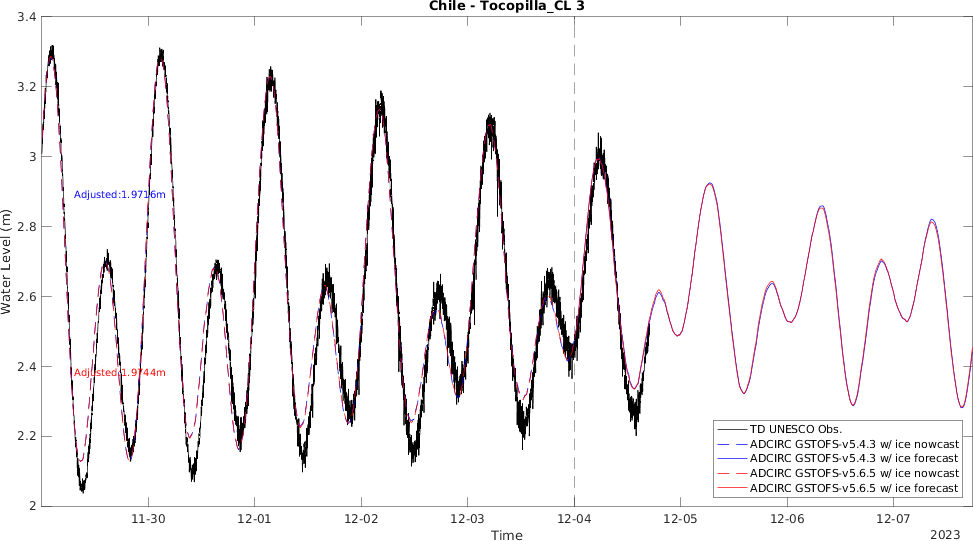 Chile - Tocopilla_CL 3
3.4
3.2
3
2.8
2.6
2.4
2.2
2
Water Level (m)
Adjusted:1.9716m
Adjusted:1.9744m
TD UNESCO Obs.
ADCIRC GSTOFS-v5.4.3 w/ ice nowcast
ADCIRC GSTOFS-v5.4.3 w/ ice forecast
ADCIRC GSTOFS-v5.6.5 w/ ice nowcast
ADCIRC GSTOFS-v5.6.5 w/ ice forecast
11-30 12-01 12-02 12-03 12-04 12-05 12-06 12-07
Time
2023